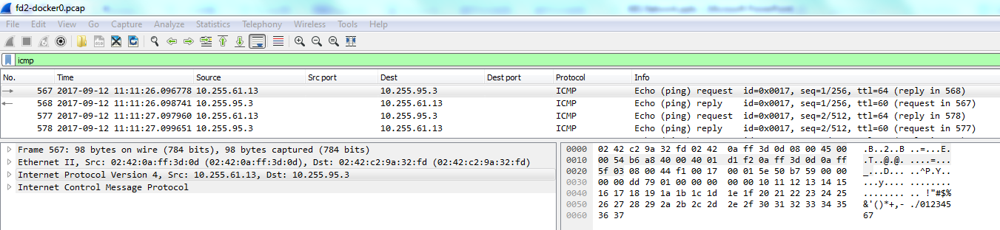 fd2-docker0.pcap
File Edit View Go Capture Analyze Statistics Telephony Wireless Tools Help
icmp
No. Time Source Src port Dest Dest port Protocol Info
567 2017-09-12 11:11:26.096778 10.255.61.13 10.255.95.3 ICMP Echo (ping) request id=0x0017, seq=1/256, ttl=64 (reply in 568)
568 2017-09-12 11:11:26.098741 10.255.95.3 10.255.61.13 ICMP Echo (ping) reply id=0x0017, seq=1/256, ttl=60 (request in 567)
577 2017-09-12 11:11:27.097960 10.255.61.13 10.255.95.3 ICMP Echo (ping) request id=0x0017, seq=2/512, ttl=64 (reply in 578)
578 2017-09-12 11:11:27.099651 10.255.95.3 10.255.61.13 ICMP Echo (ping) reply id=0x0017, seq=2/512, ttl=60 (request in 577)
Frame 567: 98 bytes on wire (784 bits), 98 bytes captured (784 bits)
Ethernet II, Src: 02:42:0a:ff:3d:0d (02:42:0a:ff:3d:0d), Dst: 02:42:c2:9a:32:fd (02:42:c2:9a:32:fd)
Internet Protocol Version 4, Src: 10.255.61.13, Dst: 10.255.95.3
Internet Control Message Protocol
0000 02 42 c2 9a 32 fd 02 42 0a ff 3d 0d 08 00 45 00 .B..2..B ..=...E.
0010 00 54 b6 a8 40 00 40 01 d1 f2 0a ff 3d 0d 0a ff .T..@.@. ....=...
0020 5f 03 08 00 44 f1 00 17 00 01 5e 50 b7 59 00 00 _...D... ..^P.Y..
0030 00 00 dd 79 01 00 00 00 00 00 10 11 12 13 14 15 ...y.... ........
0040 16 17 18 19 1a 1b 1c 1d 1e 1f 20 21 22 23 24 25 ........ .. !"#$%
0050 26 27 28 29 2a 2b 2c 2d 2e 2f 30 31 32 33 34 35 &'()*+,- ./012345
0060 36 37 67